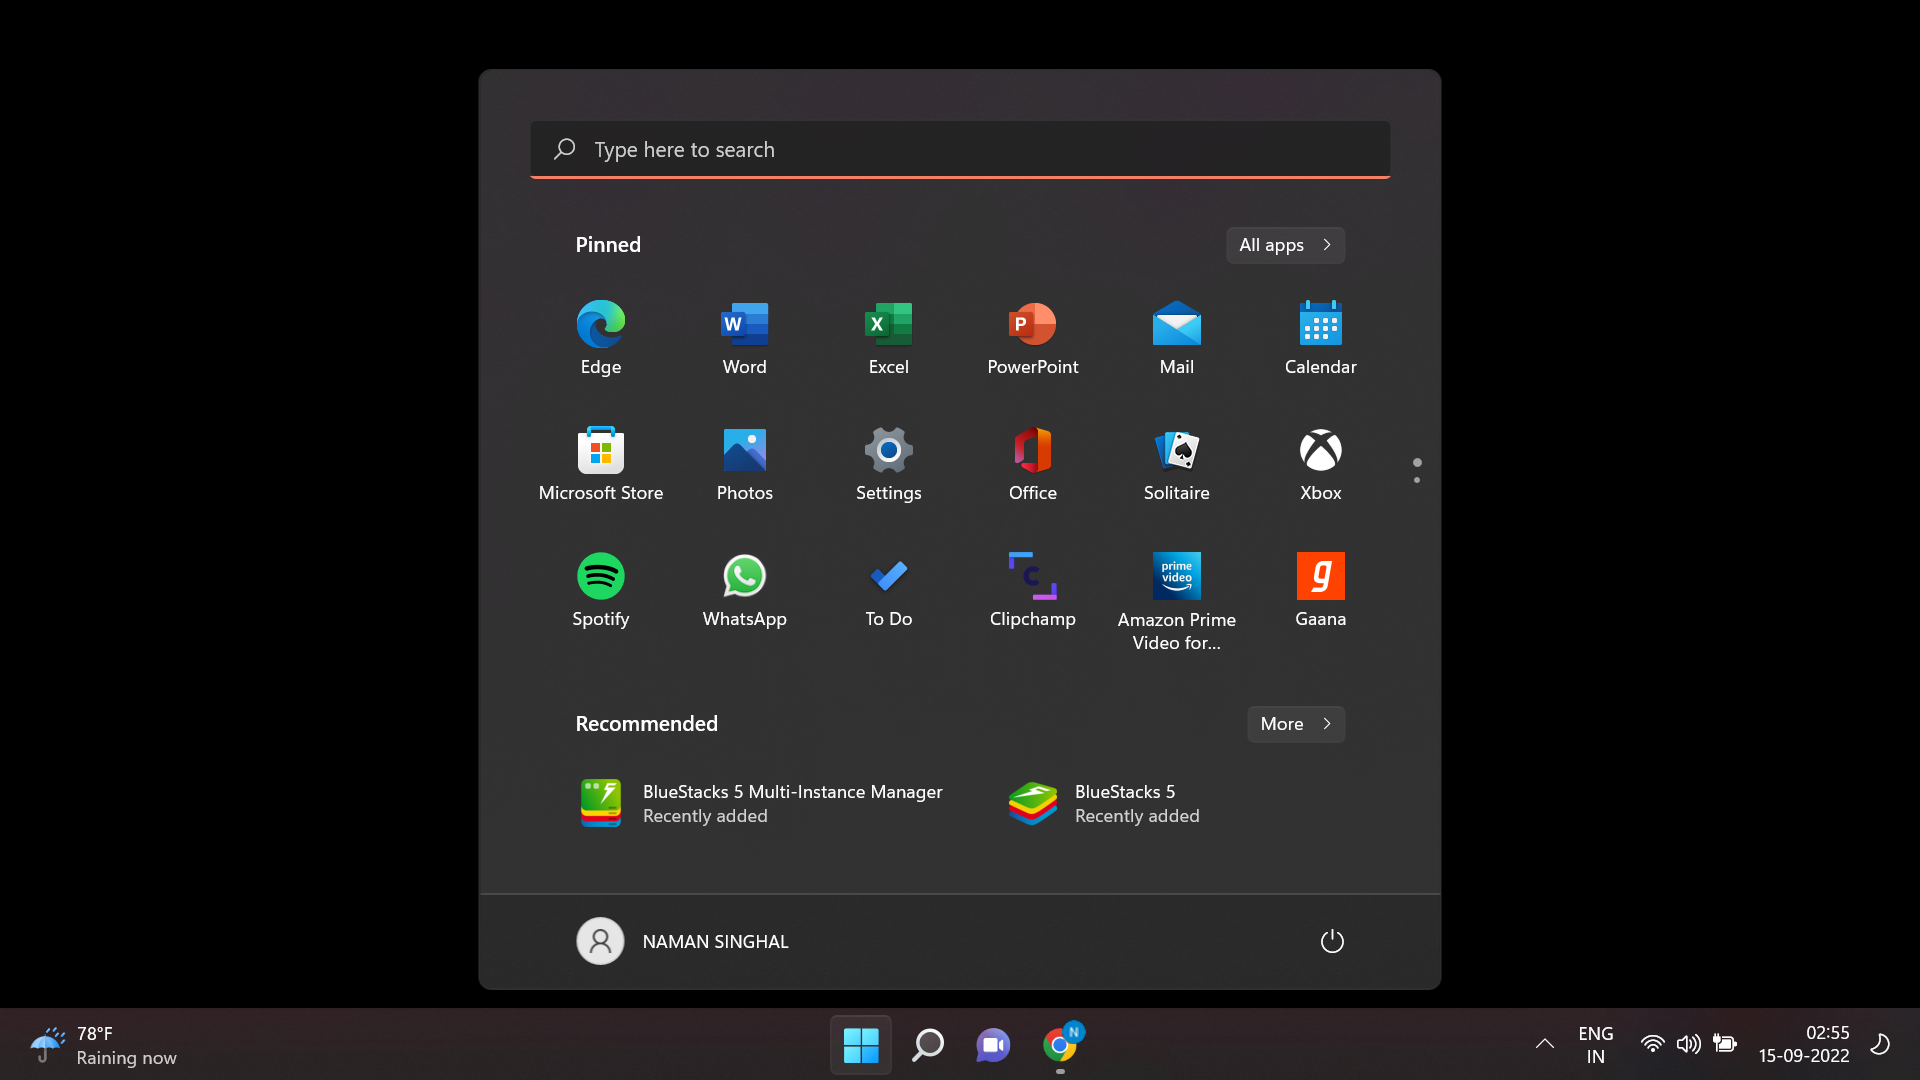 Type here to search
Pinned
All apps
Edge
W
Word
X
Excel
P
PowerPoint
Mail
Calendar
Microsoft Store
Photos
Settings
Office
Solitaire
Xbox
Spotify
WhatsApp
To Do
C
Clipchamp
prime
video
Amazon Prime
Video for...
g
Gaana
Recommended
More
BlueStacks 5 Multi-Instance Manager
Recently added
BlueStacks 5
Recently added
NAMAN SINGHAL
78°F
Raining now
N
ENG
IN
02:55
15-09-2022